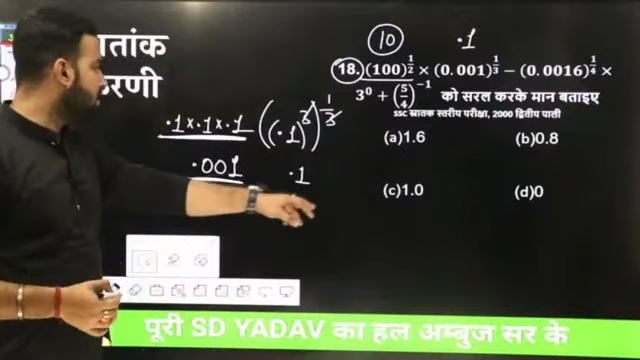 तांक
करणी
10
.1
18. (100)^{1/2} × (0.001)^{1/3} − (0.0016)^{1/4} ×
3^0 + (5/4)^{-1} को सरल करके मान बताइए
SSC स्नातक स्तरीय परीक्षा, 2000 द्वितीय पाली
(a)1.6 (b)0.8
(c)1.0 (d)0
.1×.1×.1 ((.1)^3)^{1/3}
.001 .1
पूरी SD YADAV का हल अम्बुज सर के